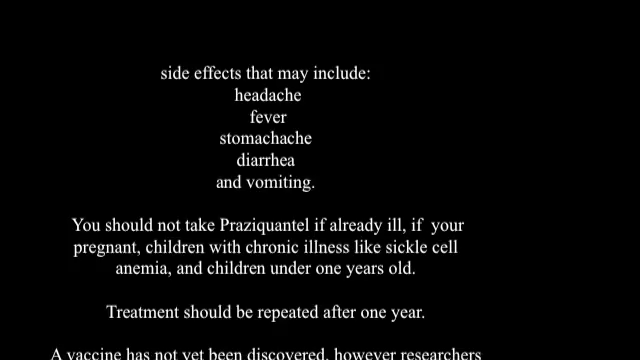 side effects that may include:
headache
fever
stomachache
diarrhea
and vomiting.
You should not take Praziquantel if already ill, if  your
pregnant, children with chronic illness like sickle cell
anemia, and children under one years old.
Treatment should be repeated after one year.
A vaccine has not yet been discovered, however researchers